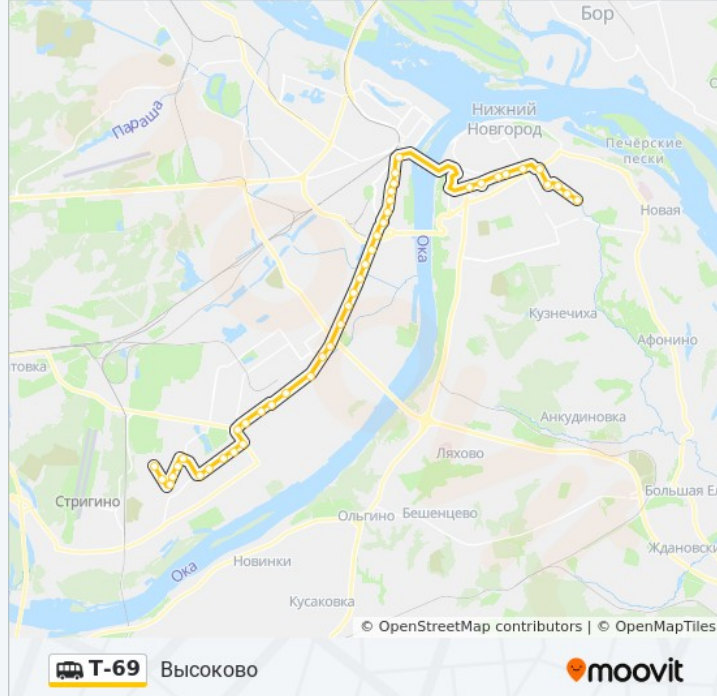 Бор
Параша
Нижний
Новгород
Печёрские
пески
Новая
Ока
Кузнечиха
Афонино
товка
Анкудиновка
Ляхово
Большая Ел
Стригино
Ольгино
Бешенцево
Ждановски
Новинки
Ока
Кусаковка
© OpenStreetMap contributors | © OpenMapTiles
T-69
Высоково
moovit